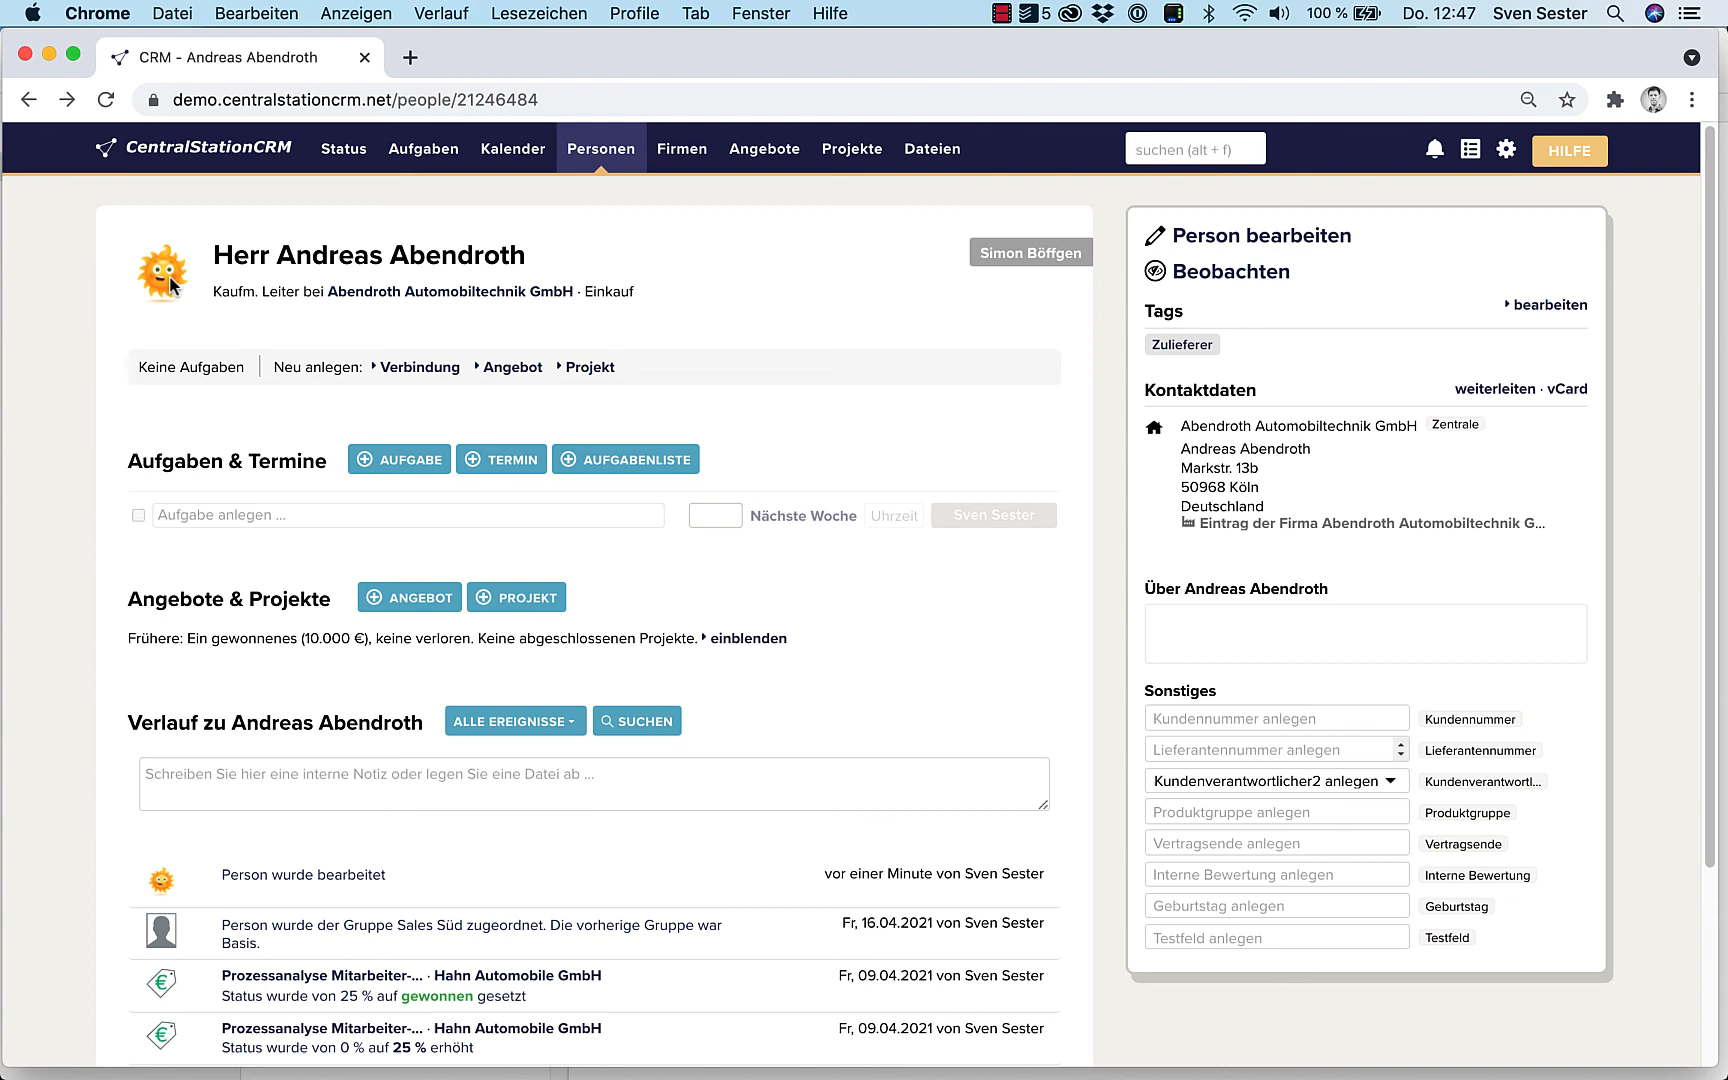 Chrome Datei Bearbeiten Anzeigen Verlauf Lesezeichen Profile Tab Fenster Hilfe 5 100 % Do. 12:47 Sven Sester
CRM - Andreas Abendroth
demo.centralstationcrm.net/people/21246484
CentralStationCRM Status Aufgaben Kalender Personen Firmen Angebote Projekte Dateien suchen (alt + f) HILFE
Herr Andreas Abendroth
Kaufm. Leiter bei Abendroth Automobiltechnik GmbH · Einkauf
Simon Böffgen
Keine Aufgaben Neu anlegen: Verbindung Angebot Projekt
Aufgaben & Termine AUFGABE TERMIN AUFGABENLISTE
Aufgabe anlegen ... Nächste Woche Uhrzeit Sven Sester
Angebote & Projekte ANGEBOT PROJEKT
Frühere: Ein gewonnenes (10.000 €), keine verloren. Keine abgeschlossenen Projekte. einblenden
Verlauf zu Andreas Abendroth ALLE EREIGNISSE SUCHEN
Schreiben Sie hier eine interne Notiz oder legen Sie eine Datei ab ...
Person wurde bearbeitet vor einer Minute von Sven Sester
Person wurde der Gruppe Sales Süd zugeordnet. Die vorherige Gruppe war Fr, 16.04.2021 von Sven Sester
Basis.
Prozessanalyse Mitarbeiter-... · Hahn Automobile GmbH Fr, 09.04.2021 von Sven Sester
Status wurde von 25 % auf gewonnen gesetzt
Prozessanalyse Mitarbeiter-... · Hahn Automobile GmbH Fr, 09.04.2021 von Sven Sester
Status wurde von 0 % auf 25 % erhöht
Person bearbeiten
Beobachten
Tags bearbeiten
Zulieferer
Kontaktdaten weiterleiten · vCard
Abendroth Automobiltechnik GmbH Zentrale
Andreas Abendroth
Markstr. 13b
50968 Köln
Deutschland
Eintrag der Firma Abendroth Automobiltechnik G...
Über Andreas Abendroth
Sonstiges
Kundennummer anlegen Kundennummer
Lieferantennummer anlegen Lieferantennummer
Kundenverantwortlicher2 anlegen Kundenverantwortl...
Produktgruppe anlegen Produktgruppe
Vertragsende anlegen Vertragsende
Interne Bewertung anlegen Interne Bewertung
Geburtstag anlegen Geburtstag
Testfeld anlegen Testfeld